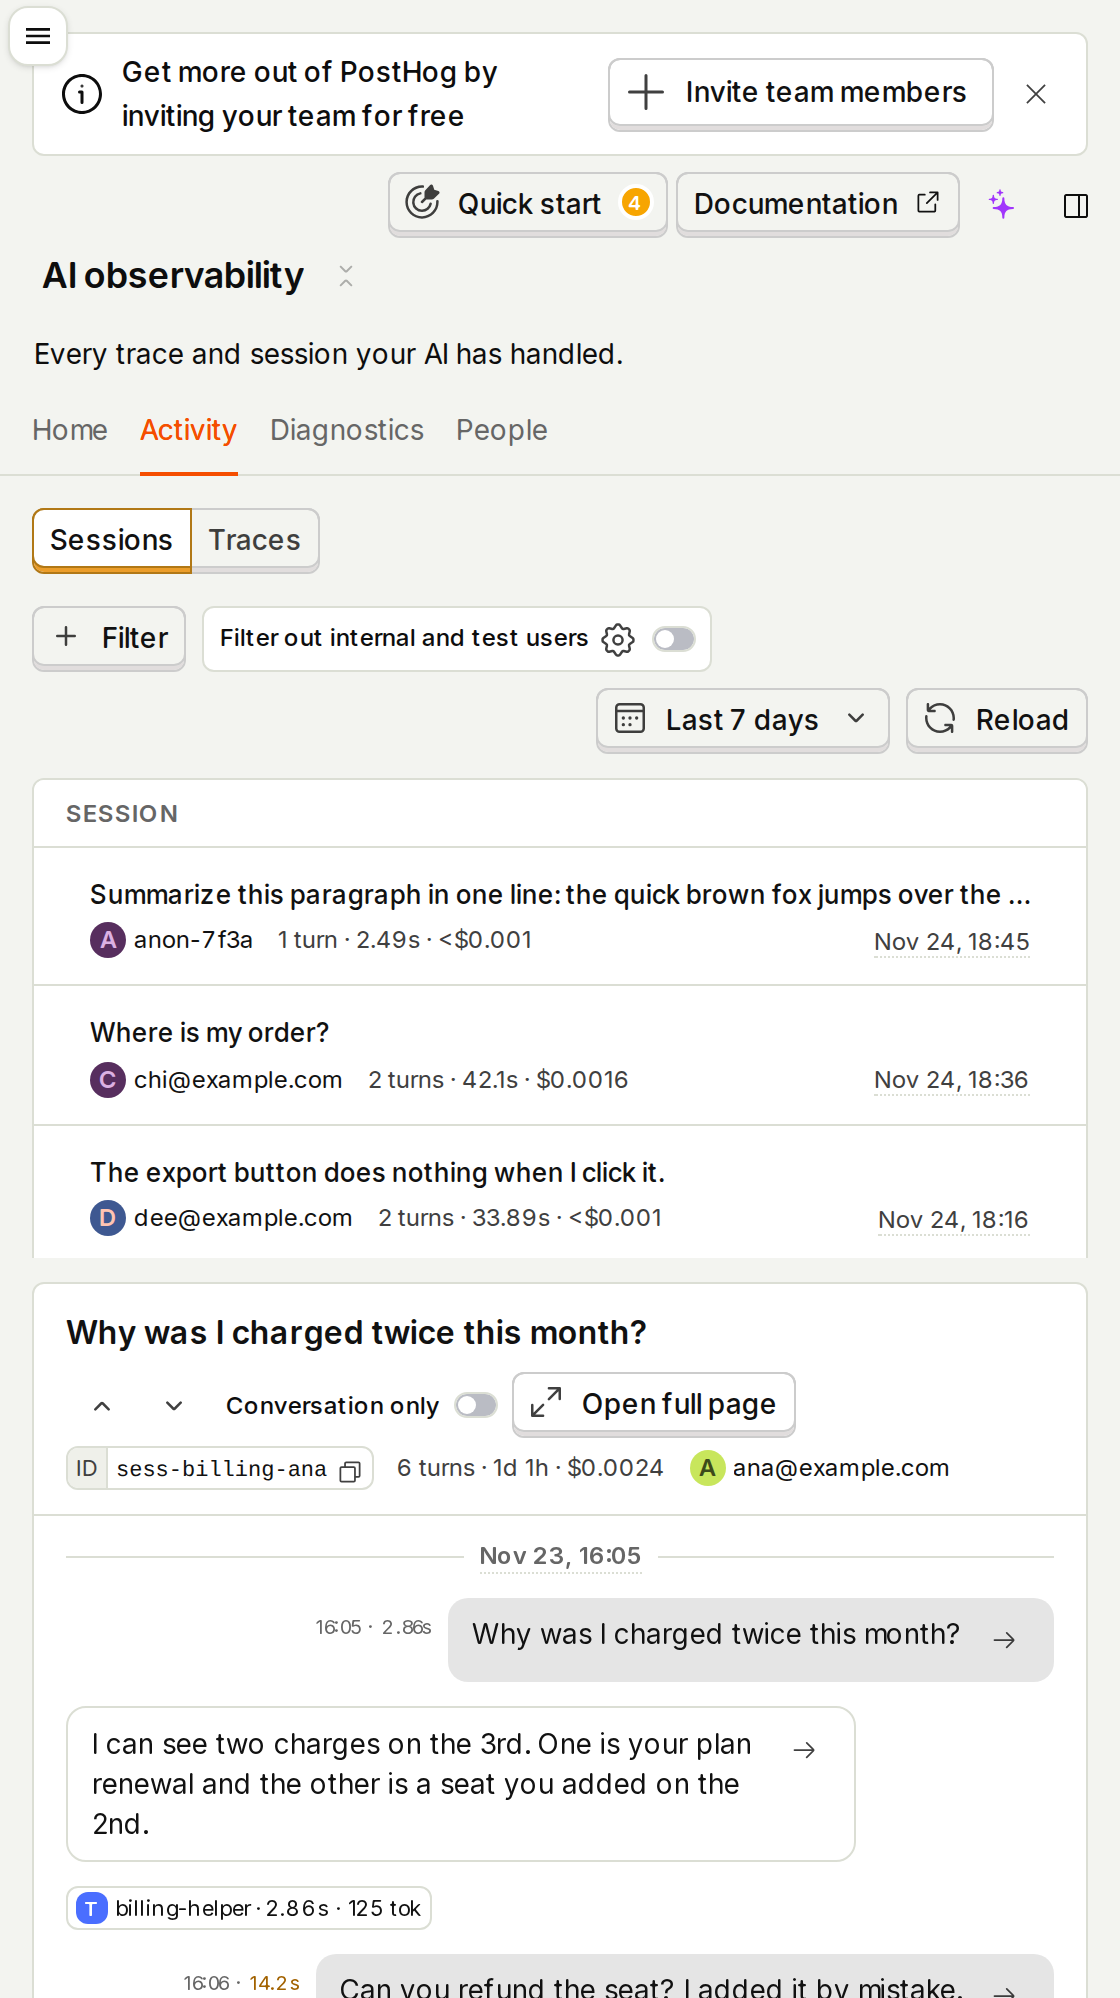 Get more out of PostHog by
inviting your team for free
Invite team members
Quick start 4
Documentation
AI observability
Every trace and session your AI has handled.
Home Activity Diagnostics People
Sessions Traces
Filter
Filter out internal and test users
Last 7 days
Reload
SESSION
Summarize this paragraph in one line: the quick brown fox jumps over the ...
A anon-7f3a 1 turn · 2.49s · <$0.001 Nov 24, 18:45
Where is my order?
C chi@example.com 2 turns · 42.1s · $0.0016 Nov 24, 18:36
The export button does nothing when I click it.
D dee@example.com 2 turns · 33.89s · <$0.001 Nov 24, 18:16
Why was I charged twice this month?
Conversation only
Open full page
ID sess-billing-ana 6 turns · 1d 1h · $0.0024 A ana@example.com
Nov 23, 16:05
16:05 · 2.86s
Why was I charged twice this month?
I can see two charges on the 3rd. One is your plan
renewal and the other is a seat you added on the
2nd.
T billing-helper · 2.86s · 125 tok
16:06 · 14.2s
Can you refund the seat? I added it by mistake.